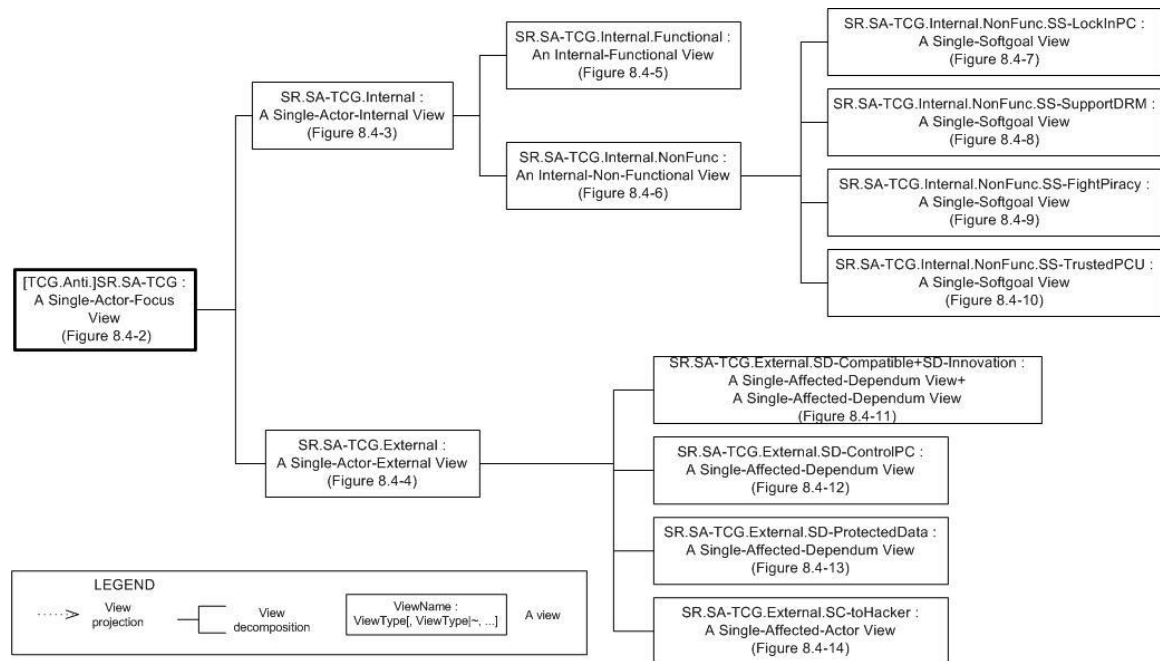 SR.SA-TCG.Internal.Functional :
An Internal-Functional View
(Figure 8.4-5)
SR.SA-TCG.Internal.NonFunc.SS-LockInPC :
A Single-Softgoal View
(Figure 8.4-7)
SR.SA-TCG.Internal :
A Single-Actor-Internal View
(Figure 8.4-3)
SR.SA-TCG.Internal.NonFunc.SS-SupportDRM :
A Single-Softgoal View
(Figure 8.4-8)
SR.SA-TCG.Internal.NonFunc :
An Internal-Non-Functional View
(Figure 8.4-6)
SR.SA-TCG.Internal.NonFunc.SS-FightPiracy :
A Single-Softgoal View
(Figure 8.4-9)
SR.SA-TCG.Internal.NonFunc.SS-TrustedPCU :
A Single-Softgoal View
(Figure 8.4-10)
[TCG.Anti.]SR.SA-TCG :
A Single-Actor-Focus
View
(Figure 8.4-2)
SR.SA-TCG.External.SD-Compatible+SD-Innovation :
A Single-Affected-Dependum View+
A Single-Affected-Dependum View
(Figure 8.4-11)
SR.SA-TCG.External :
A Single-Actor-External View
(Figure 8.4-4)
SR.SA-TCG.External.SD-ControlPC :
A Single-Affected-Dependum View
(Figure 8.4-12)
SR.SA-TCG.External.SD-ProtectedData :
A Single-Affected-Dependum View
(Figure 8.4-13)
SR.SA-TCG.External.SC-toHacker :
A Single-Affected-Actor View
(Figure 8.4-14)
LEGEND
View
projection
View
decomposition
ViewName :
ViewType[, ViewType|~, ...]
A view